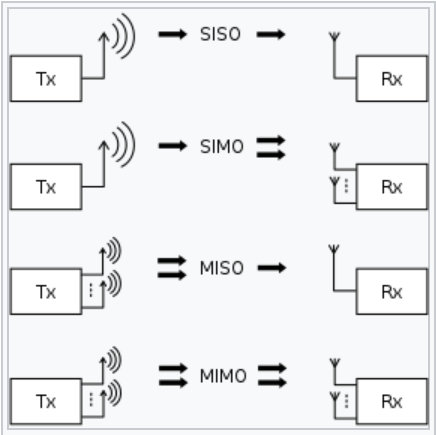 Tx SISO Rx
Tx SIMO Rx
Tx MISO Rx
Tx MIMO Rx